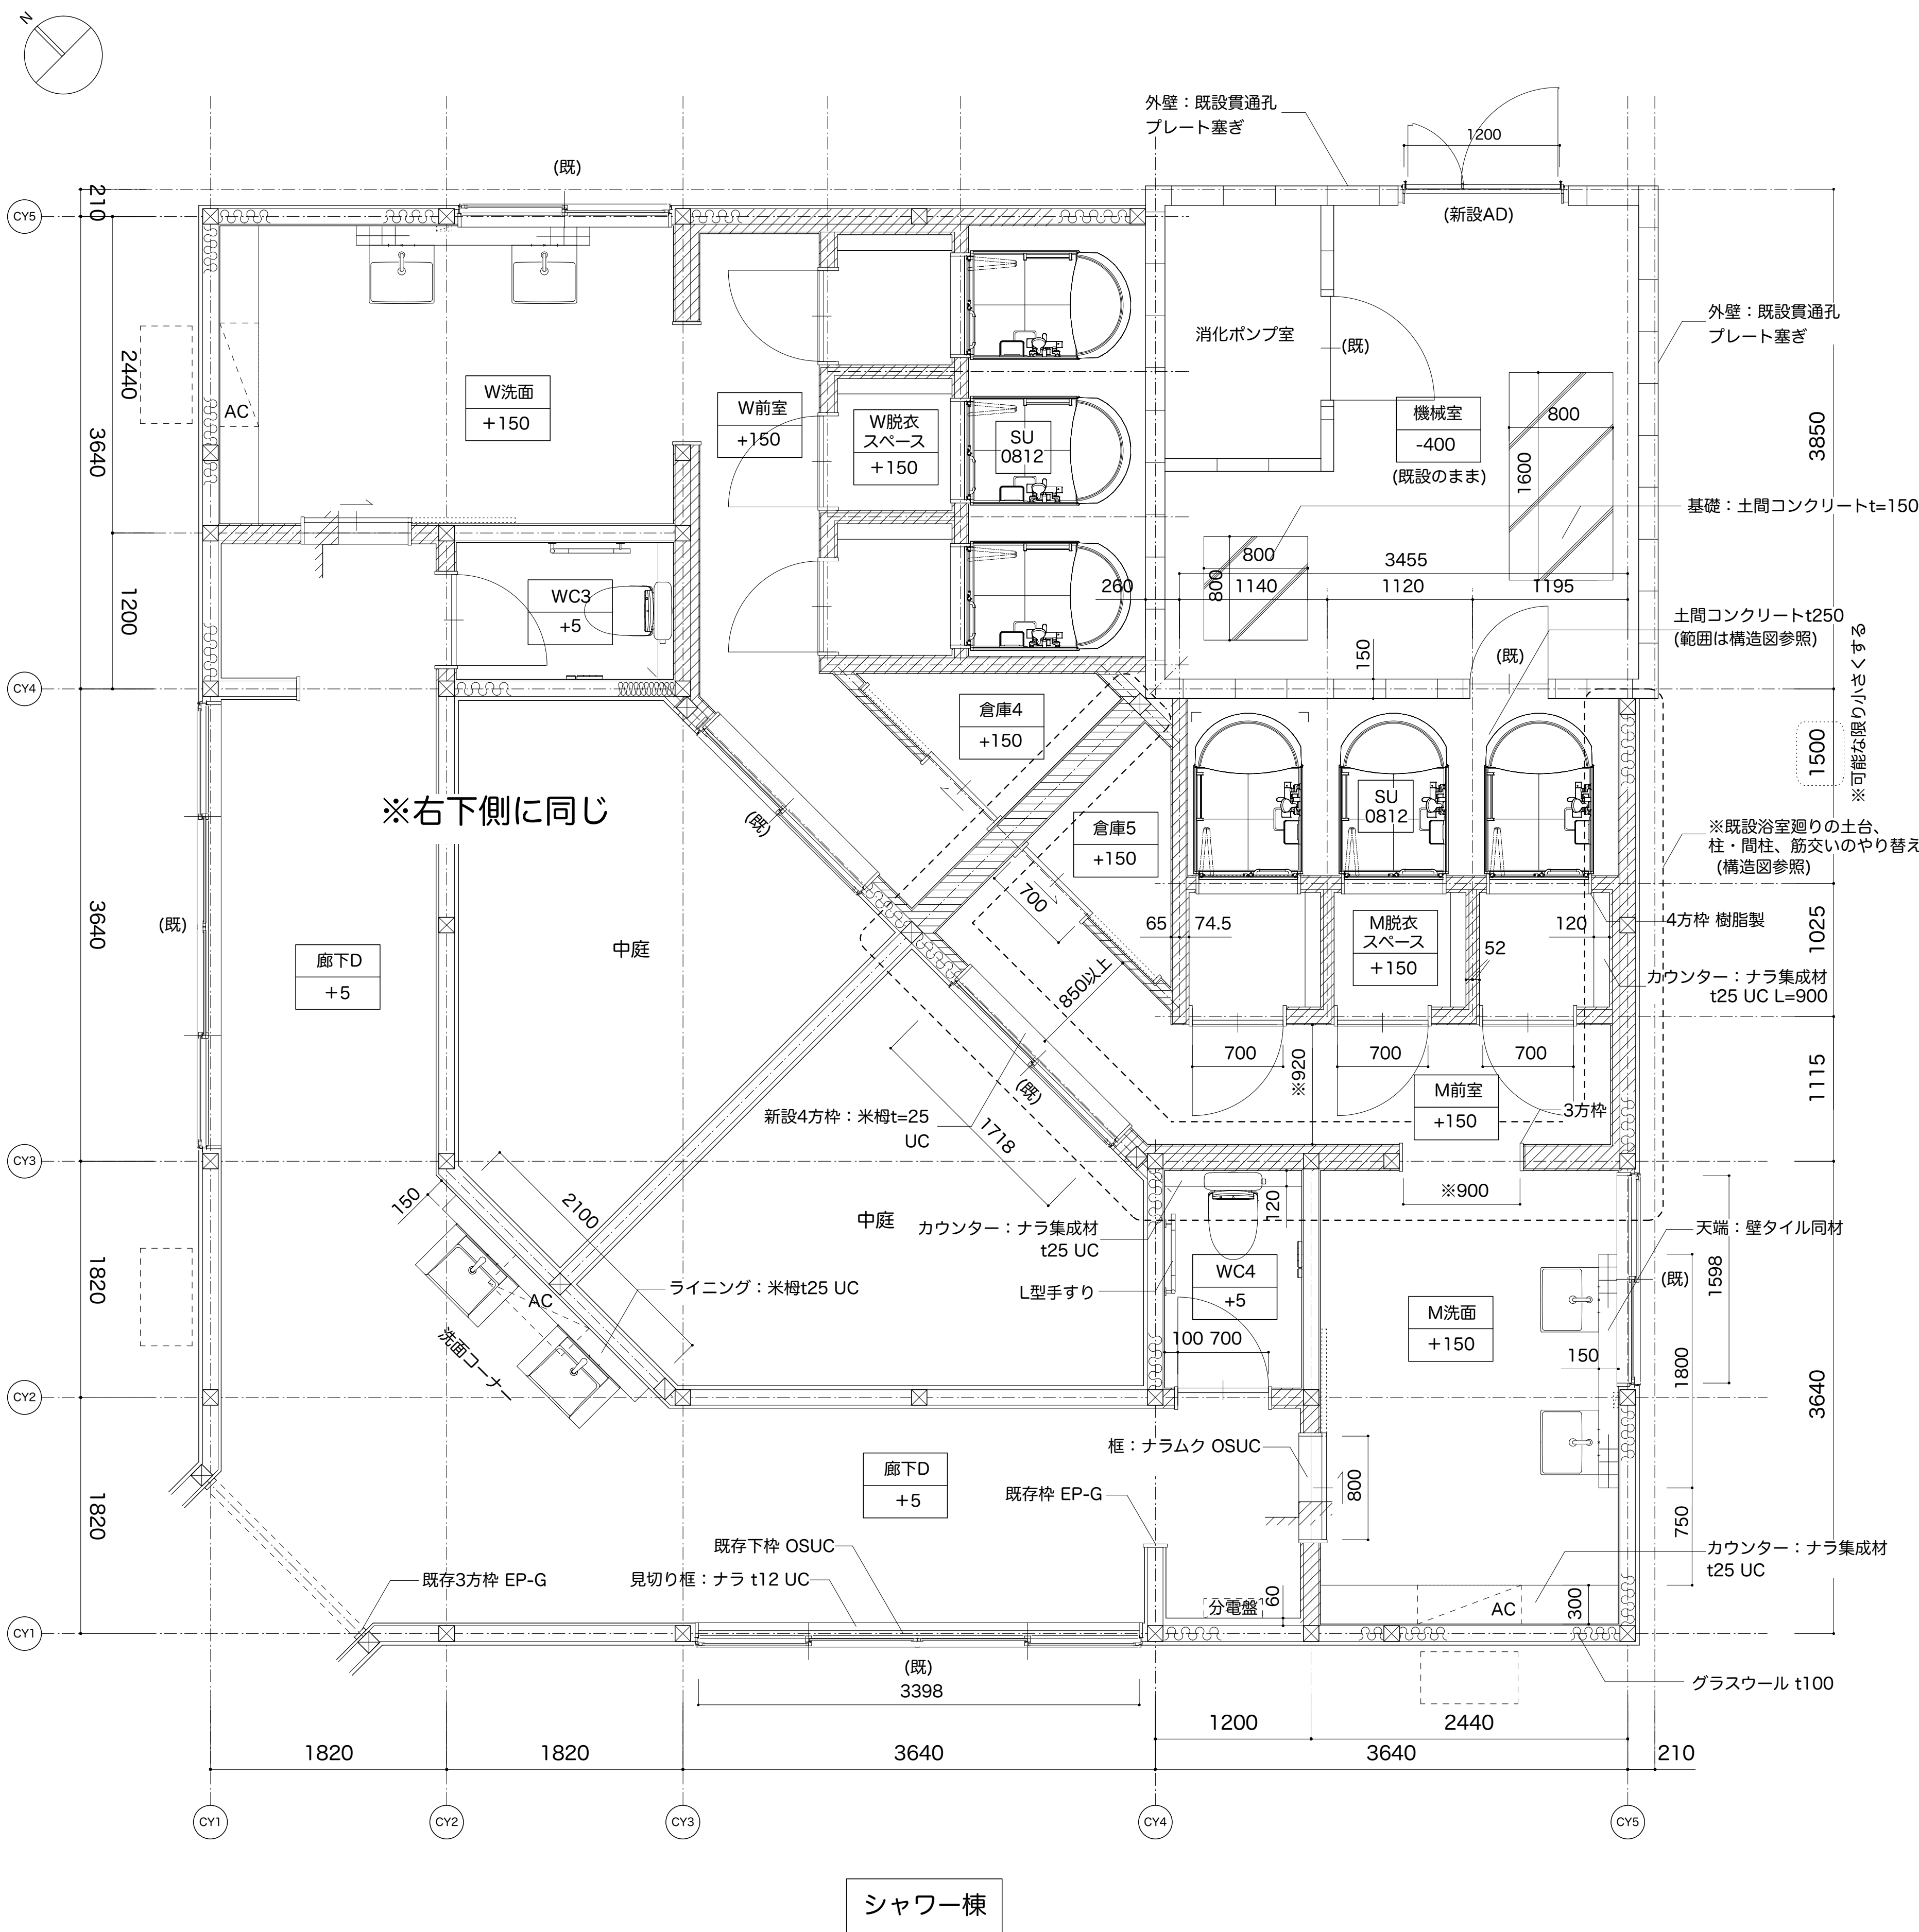 N
外壁：既設貫通孔
プレート塞ぎ
1200
(既)
210
CY5
(新設AD)
消化ポンプ室
(既)
外壁：既設貫通孔
プレート塞ぎ
2440
AC
W洗面
+150
W前室
+150
W脱衣
スペース
+150
SU
0812
機械室
-400
(既設のまま)
800
1600
3850
3640
基礎：土間コンクリートt=150
800
800
3455
260
1140
1120
1195
1200
WC3
+5
土間コンクリートt250
(範囲は構造図参照)
150
(既)
CY4
倉庫4
+150
※可能な限り小さくする
1500
※右下側に同じ
(既)
倉庫5
+150
SU
0812
※既設浴室廻りの土台、
柱・間柱、筋交いのやり替え
(構造図参照)
700
3640
(既)
中庭
65
74.5
M脱衣
スペース
+150
52
120
4方枠 樹脂製
1025
廊下D
+5
850以上
カウンター：ナラ集成材
t25 UC L=900
700
700
700
※920
1115
M前室
+150
(既)
新設4方枠：米栂t=25
UC
1718
3方枠
CY3
※900
120
150
2100
中庭
カウンター：ナラ集成材
t25 UC
天端：壁タイル同材
WC4
+5
(既)
1598
1820
ライニング：米栂t25 UC
L型手すり
AC
洗面コーナー
M洗面
+150
100
700
150
1800
CY2
3640
框：ナラムク OSUC
廊下D
+5
800
既存枠 EP-G
1820
750
既存下枠 OSUC
カウンター：ナラ集成材
t25 UC
見切り框：ナラ t12 UC
既存3方枠 EP-G
分電盤
60
AC
300
CY1
(既)
3398
グラスウール t100
1200
2440
1820
1820
3640
3640
210
CY1
CY2
CY3
CY4
CY5
シャワー棟